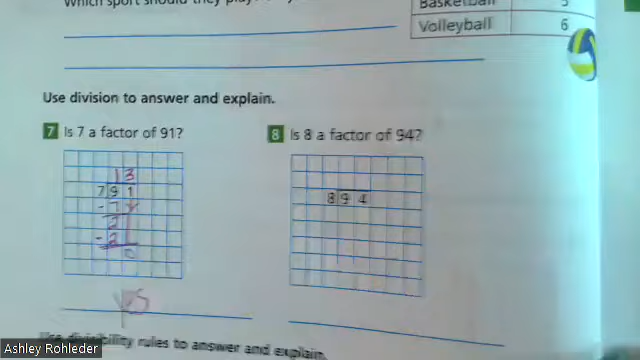 Which sport should they play?
Basketball 5
Volleyball 6
Use division to answer and explain.
7 Is 7 a factor of 91?
8 Is 8 a factor of 94?
13
7 9 1
- 7
2 1
- 2 1
0
8 9 4
yes
Use divisibility rules to answer and explain.
Ashley Rohleder